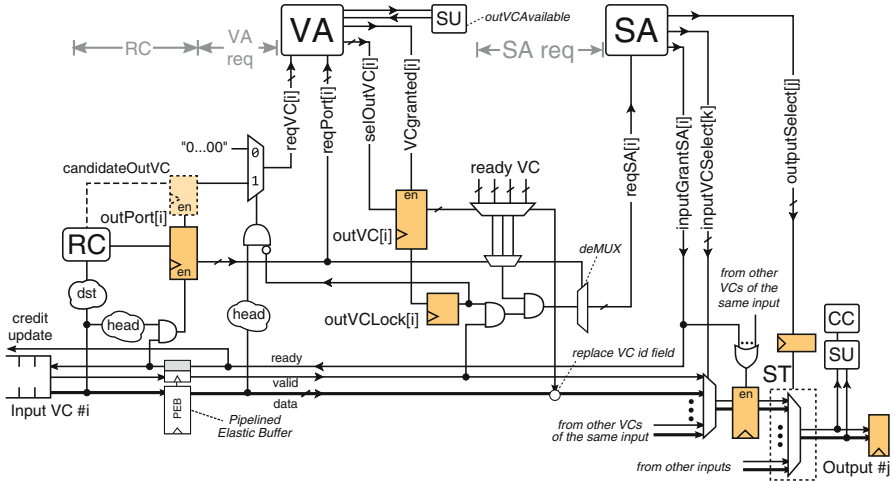 RC
VA
req
VA
SU
outVCAvailable
SA req
SA
reqVC[i]
reqPort[i]
selOutVC[i]
VCgranted[i]
reqSA[i]
inputGrantSA[i]
inputVCSelect[k]
outputSelect[j]
"0...00"
0
1
candidateOutVC
en
outPort[i]
RC
en
dst
head
head
ready VC
en
outVC[i]
outVCLock[i]
deMUX
from other
VCs of the
same input
credit
update
ready
valid
data
replace VC id field
CC
SU
ST
en
PEB
Input VC #i
Pipelined
Elastic Buffer
from other VCs
of the same input
from other inputs
Output #j